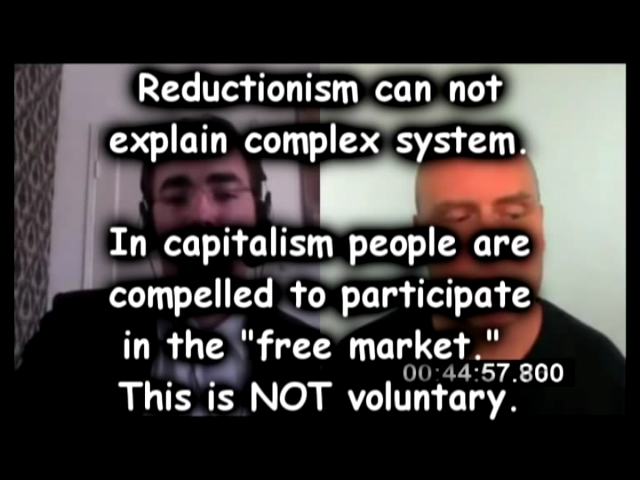 Reductionism can not
explain complex system.
In capitalism people are
compelled to participate
in the "free market."
00:44:57.800
This is NOT voluntary.